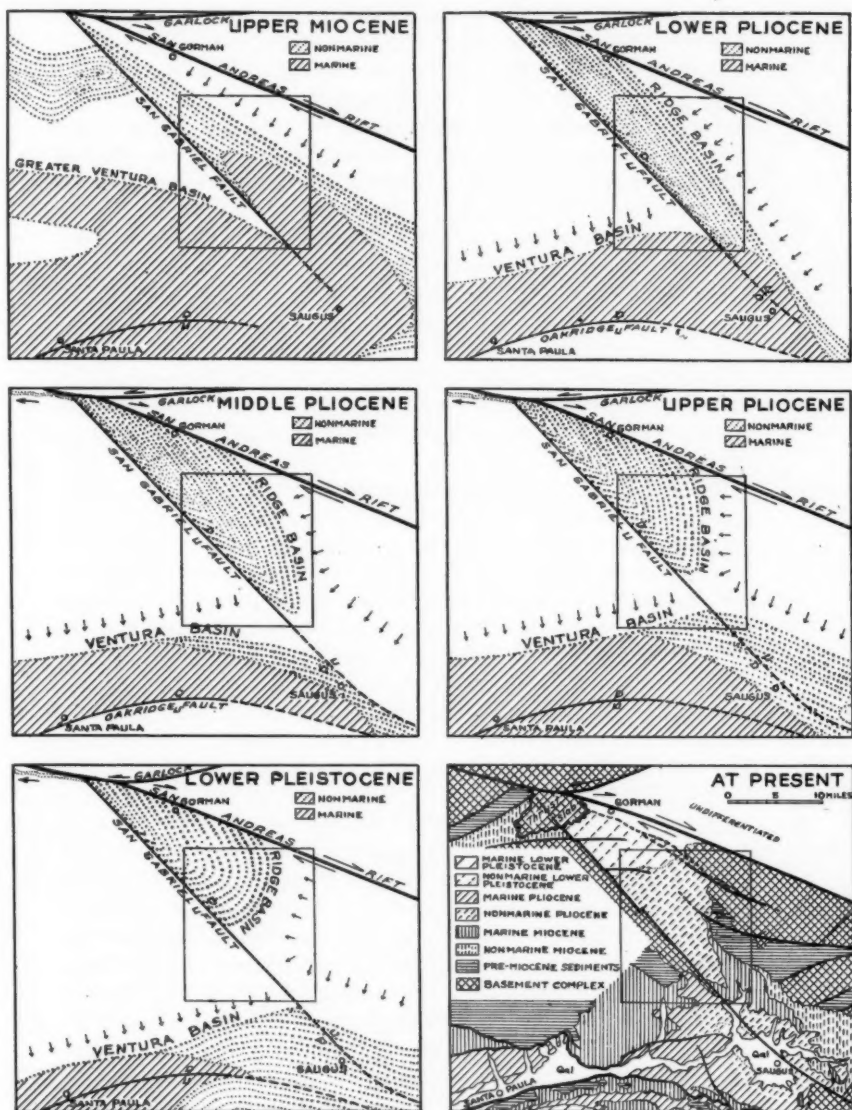 GARLOCK
UPPER MIOCENE
SAN
GORMAN
NONMARINE
MARINE
ANDREAS
RIFT
SAN GABRIEL FAULT
GREATER VENTURA BASIN
SAUGUS
D
U
SANTA PAULA
GARLOCK
LOWER PLIOCENE
SAN
GORMAN
NONMARINE
MARINE
ANDREAS
RIFT
RIDGE BASIN
SAN GABRIEL U FAULT
D
VENTURA BASIN
SAUGUS
D
OAKRIDGE U FAULT
SANTA PAULA
GARLOCK
MIDDLE PLIOCENE
SAN
GORMAN
NONMARINE
MARINE
ANDREAS
RIFT
RIDGE BASIN
SAN GABRIEL U FAULT
D
VENTURA BASIN
SAUGUS
D
OAKRIDGE U FAULT
SANTA PAULA
GARLOCK
UPPER PLIOCENE
SAN
GORMAN
NONMARINE
MARINE
ANDREAS
RIFT
RIDGE BASIN
SAN GABRIEL U FAULT
D
VENTURA BASIN
SAUGUS
D
U
OAKRIDGE FAULT
SANTA PAULA
GARLOCK
LOWER PLEISTOCENE
SAN
GORMAN
NONMARINE
MARINE
ANDREAS
RIFT
RIDGE BASIN
SAN GABRIEL U FAULT
D
VENTURA BASIN
SAUGUS
D
U
SANTA PAULA
AT PRESENT
0 5 10 MILES
GORMAN
UNDIFFERENTIATED
MARINE LOWER
PLEISTOCENE
NONMARINE LOWER
PLEISTOCENE
MARINE PLIOCENE
NONMARINE PLIOCENE
MARINE MIOCENE
NONMARINE MIOCENE
PRE-MIOCENE SEDIMENTS
BASEMENT COMPLEX
Qal
Qal
SAUGUS
SANTA PAULA